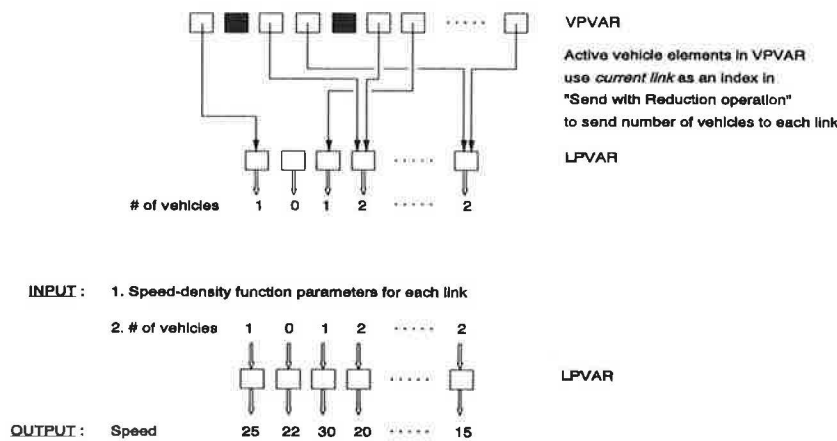 VPVAR
Active vehicle elements in VPVAR
use current link as an index in
"Send with Reduction operation"
to send number of vehicles to each link
LPVAR
# of vehicles 1 0 1 2 ..... 2
INPUT : 1. Speed-density function parameters for each link
2. # of vehicles 1 0 1 2 ..... 2
LPVAR
OUTPUT : Speed 25 22 30 20 ..... 15